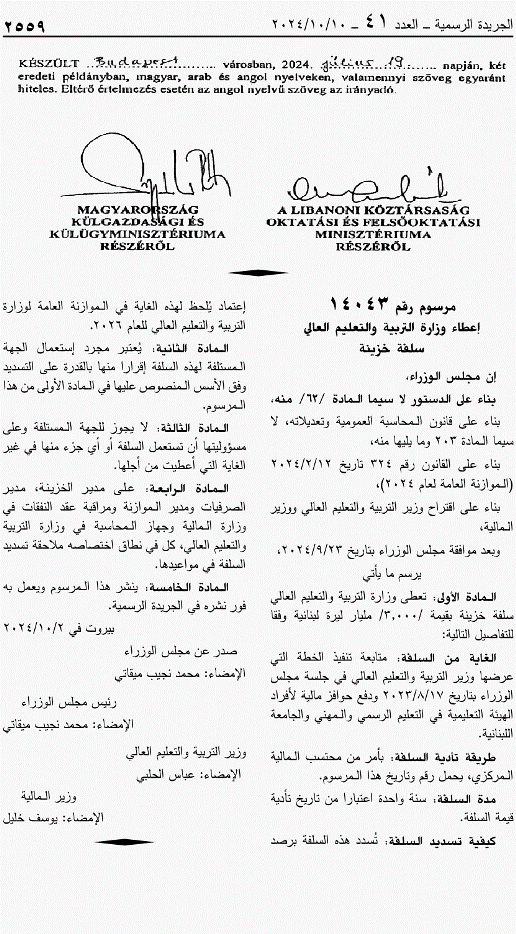 الجريدة الرسمية – العدد ٤١ – ٢٠٢٤/١٠/١٠
٢٥٥٩
KÉSZÜLT Budapest városban, 2024. július 19. napján, két
eredeti példányban, magyar, arab és angol nyelveken, valamennyi szöveg egyaránt
hiteles. Eltérő értelmezés esetén az angol nyelvű szöveg az irányadó.
MAGYARORSZÁG
KÜLGAZDASÁGI ÉS
KÜLÜGYMINISZTÉRIUMA
RÉSZÉRŐL
A LIBANONI KÖZTÁRSASÁG
OKTATÁSI ÉS FELSŐOKTATÁSI
MINISZTÉRIUMA
RÉSZÉRŐL
مرسوم رقم ١٤٠٤٣
إعطاء وزارة التربية والتعليم العالي
سلفة خزينة
إن مجلس الوزراء،
بناء على الدستور لا سيما المادة /٦٢/ منه،
بناء على قانون المحاسبة العمومية وتعديلاته، لا
سيما المادة ٢٠٣ وما يليها منه،
بناء على القانون رقم ٣٢٤ تاريخ ٢٠٢٤/٢/١٢
(الموازنة العامة لعام ٢٠٢٤)،
بناء على اقتراح وزير التربية والتعليم العالي ووزير
المالية،
وبعد موافقة مجلس الوزراء بتاريخ ٢٠٢٤/٩/٢٣،
يرسم ما يأتي
المادة الأولى: تعطى وزارة التربية والتعليم العالي
سلفة خزينة بقيمة /٣,٠٠٠/ مليار ليرة لبنانية وفقا
للتفاصيل التالية:
الغاية من السلفة: متابعة تنفيذ الخطة التي
عرضها وزير التربية والتعليم العالي في جلسة مجلس
الوزراء بتاريخ ٢٠٢٣/٨/١٧ ودفع حوافز مالية لأفراد
الهيئة التعليمية في التعليم الرسمي والمهني والجامعة
اللبنانية.
طريقة تأدية السلفة: بأمر من محتسب المالية
المركزي، يحمل رقم وتاريخ هذا المرسوم.
مدة السلفة: سنة واحدة اعتبارا من تاريخ تأدية
قيمة السلفة.
كيفية تسديد السلفة: تُسدد هذه السلفة برصد
إعتماد يُلحظ لهذه الغاية في الموازنة العامة لوزارة
التربية والتعليم العالي للعام ٢٠٢٦.
المادة الثانية: يُعتبر مجرد إستعمال الجهة
المستلفة لهذه السلفة إقرارا منها بالقدرة على التسديد
وفق الأسس المنصوص عليها في المادة الأولى من هذا
المرسوم.
المادة الثالثة: لا يجوز للجهة المستلفة وعلى
مسؤوليتها أن تستعمل السلفة أو أي جزء منها في غير
الغاية التي أعطيت من أجلها.
المادة الرابعة: على مدير الخزينة، مدير
الصرفيات ومدير الموازنة ومراقبة عقد النفقات في
وزارة المالية وجهاز المحاسبة في وزارة التربية
والتعليم العالي، كل في نطاق اختصاصه ملاحقة تسديد
السلفة في مواعيدها.
المادة الخامسة: ينشر هذا المرسوم ويعمل به
فور نشره في الجريدة الرسمية.
بيروت في ٢٠٢٤/١٠/٢
صدر عن مجلس الوزراء
الإمضاء: محمد نجيب ميقاتي
رئيس مجلس الوزراء
الإمضاء: محمد نجيب ميقاتي
وزير التربية والتعليم العالي
الإمضاء: عباس الحلبي
وزير المالية
الإمضاء: يوسف خليل